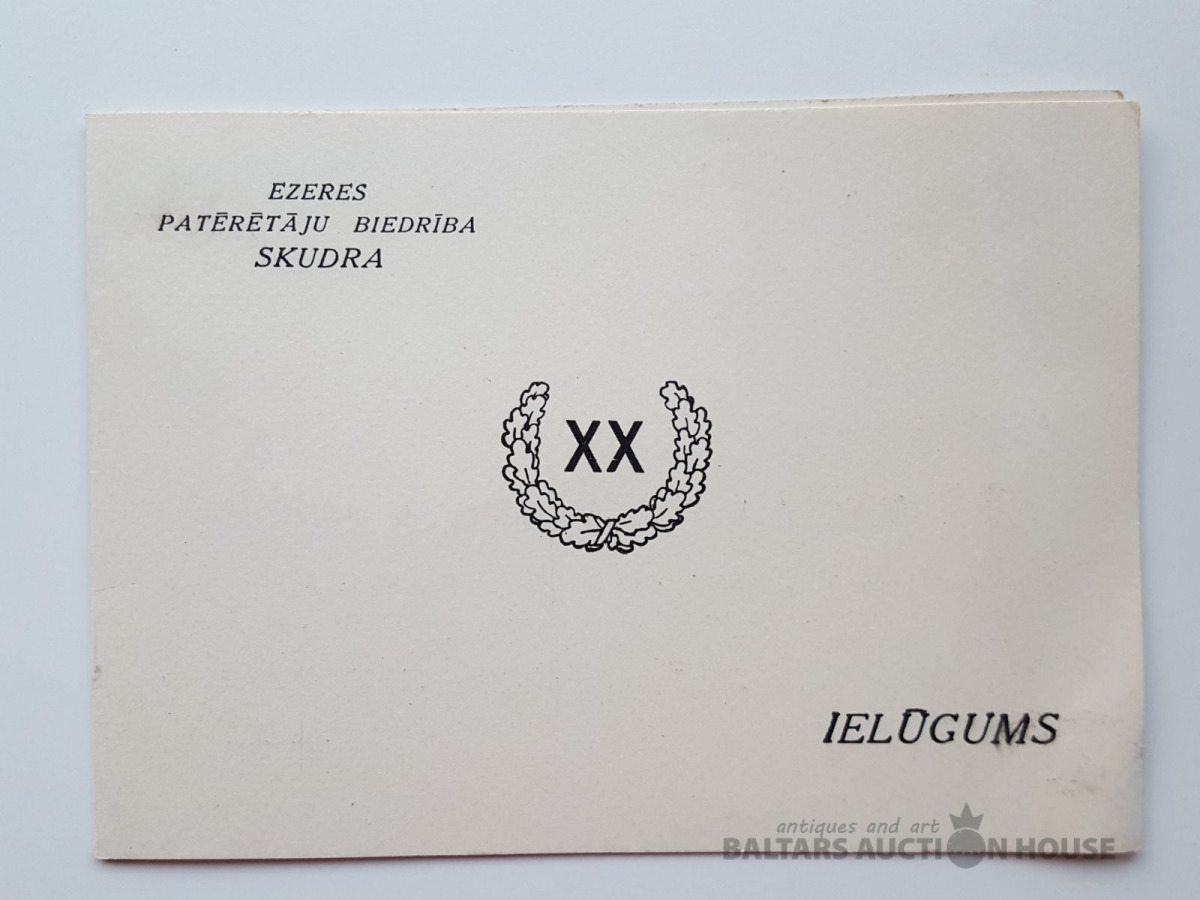 EZERES
PATĒRĒTĀJU BIEDRĪBA
SKUDRA
XX
IELŪGUMS
antiques and art
BALTARS AUCTION HOUSE